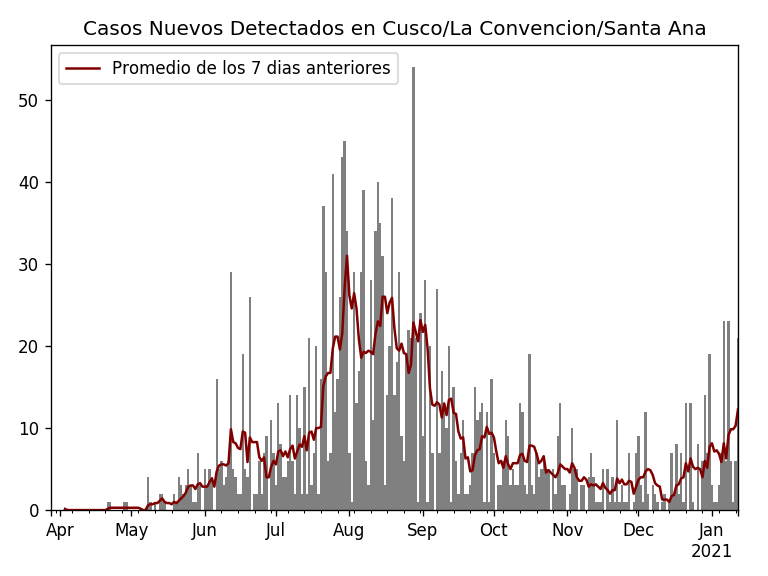 Casos Nuevos Detectados en Cusco/La Convencion/Santa Ana
Promedio de los 7 dias anteriores
50
40
30
20
10
0
Apr May Jun Jul Aug Sep Oct Nov Dec Jan
2021